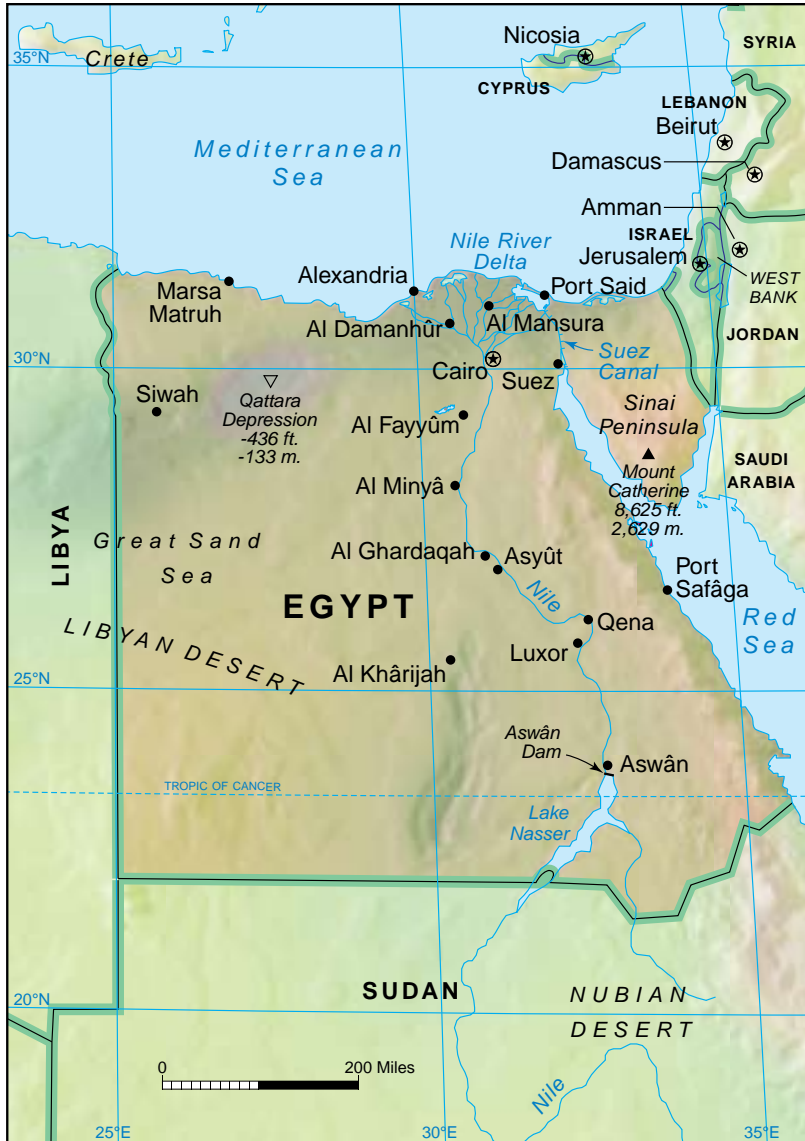 Nicosia
SYRIA
35°N
Crete
CYPRUS
LEBANON
Beirut
Mediterranean
Sea
Damascus
Amman
Nile River
Delta
ISRAEL
Jerusalem
Alexandria
Port Said
WEST
BANK
Marsa
Matruh
Al Damanhûr
Al Mansura
JORDAN
30°N
Cairo
Suez
Suez
Canal
Siwah
Qattara
Depression
-436 ft.
-133 m.
Al Fayyûm
Sinai
Peninsula
Mount
Catherine
8,625 ft.
2,629 m.
SAUDI
ARABIA
Al Minyâ
LIBYA
Great Sand
Sea
Al Ghardaqah
Asyût
Port
Safâga
EGYPT
Nile
Qena
Red
Sea
LIBYAN DESERT
Luxor
Al Khârijah
25°N
Aswân
Dam
Aswân
TROPIC OF CANCER
Lake
Nasser
SUDAN
NUBIAN
DESERT
20°N
0
200 Miles
Nile
25°E
30°E
35°E